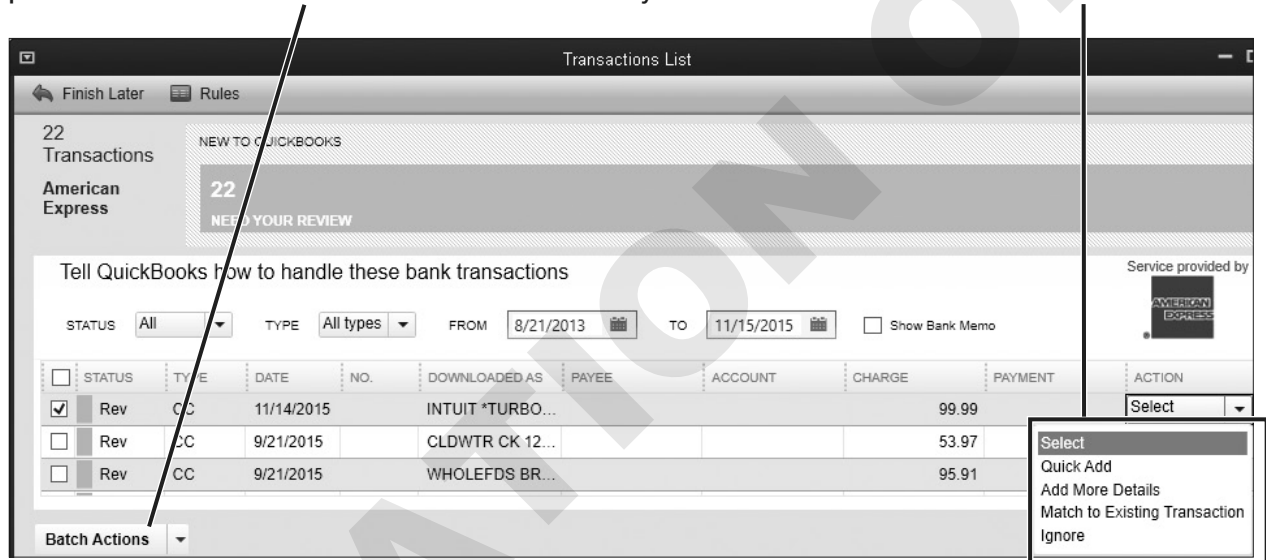 Transactions List
Finish Later Rules
22
Transactions
American
Express
NEW TO QUICKBOOKS
22
NEED YOUR REVIEW
Tell QuickBooks how to handle these bank transactions
Service provided by
AMERICAN
EXPRESS
STATUS All TYPE All types FROM 8/21/2013 TO 11/15/2015 Show Bank Memo
STATUS TYPE DATE NO. DOWNLOADED AS PAYEE ACCOUNT CHARGE PAYMENT ACTION
Rev CC 11/14/2015 INTUIT *TURBO... 99.99 Select
Rev CC 9/21/2015 CLDWTR CK 12... 53.97
Rev CC 9/21/2015 WHOLEFDS BR... 95.91
Select
Quick Add
Add More Details
Match to Existing Transaction
Ignore
Batch Actions